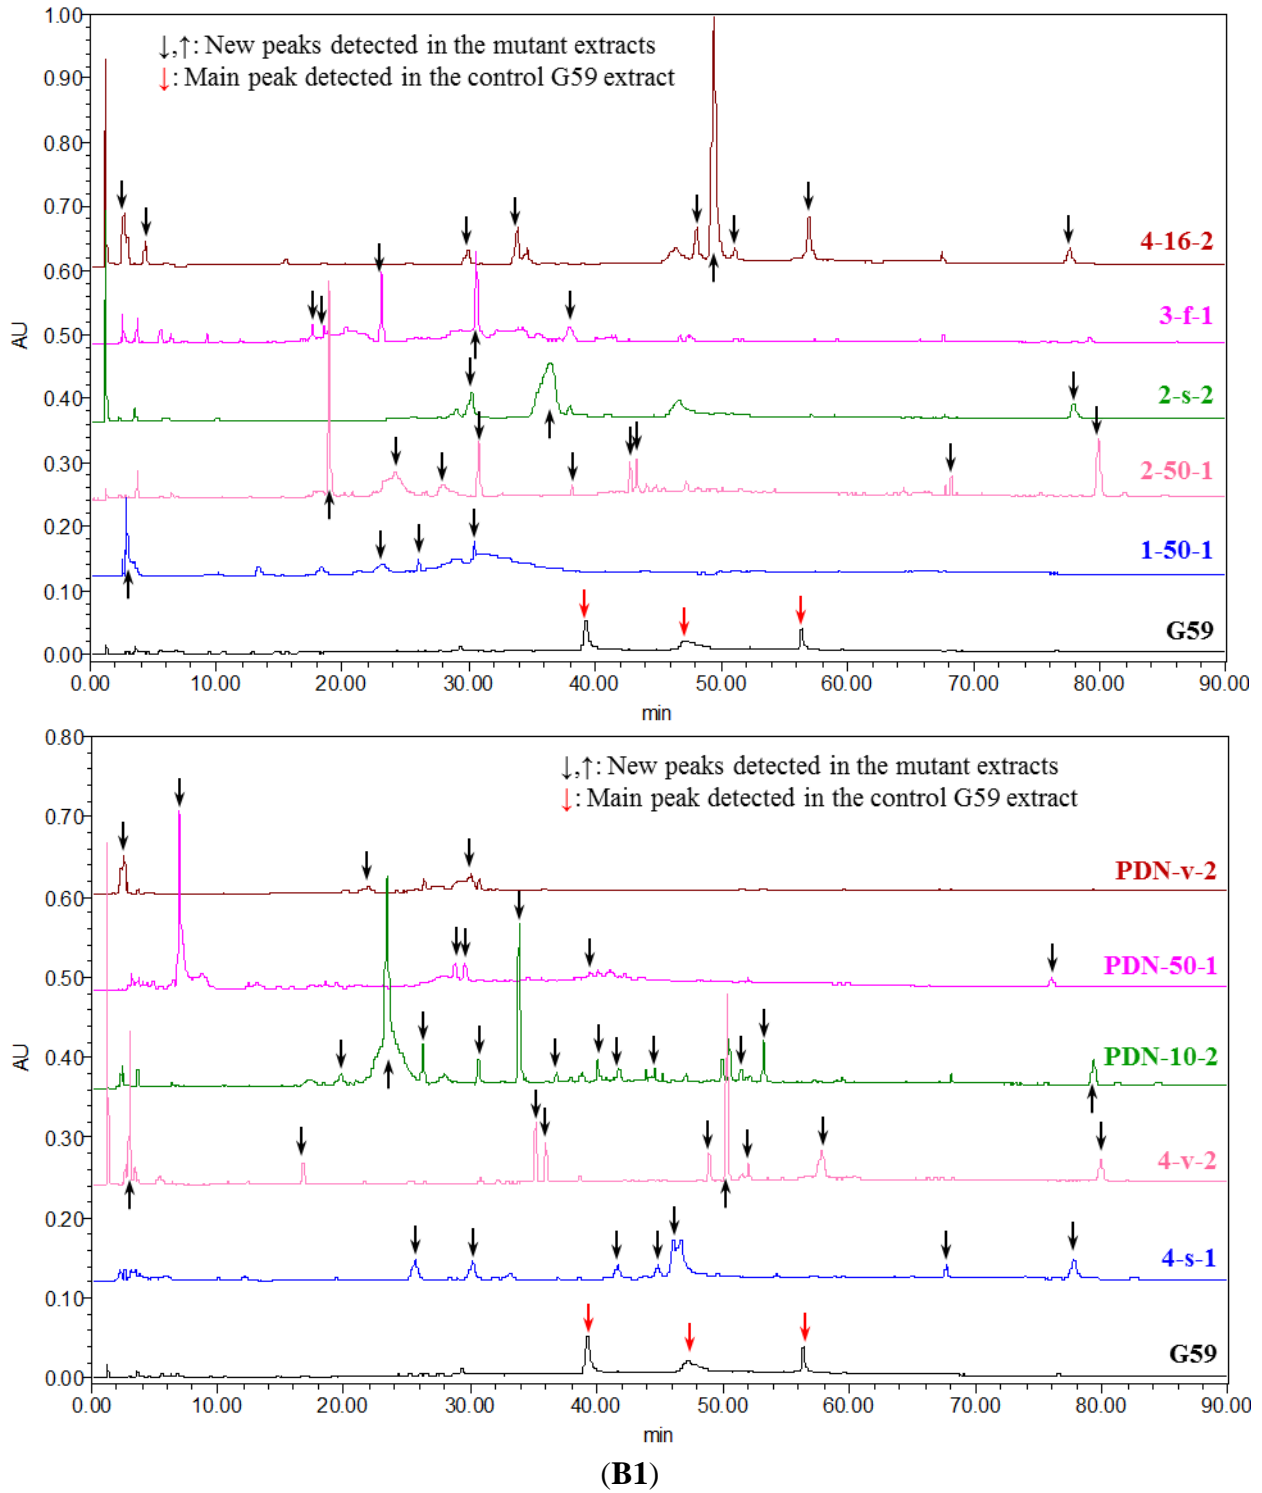 1.00
↓,↑: New peaks detected in the mutant extracts
↓: Main peak detected in the control G59 extract
0.90
0.80
0.70
4-16-2
0.60
3-f-1
AU
0.50
2-s-2
0.40
2-50-1
0.30
0.20
1-50-1
0.10
G59
0.00
0.00 10.00 20.00 30.00 40.00 50.00 60.00 70.00 80.00 90.00
min
0.80
↓,↑: New peaks detected in the mutant extracts
↓: Main peak detected in the control G59 extract
0.70
PDN-v-2
0.60
PDN-50-1
0.50
PDN-10-2
AU
0.40
4-v-2
0.30
0.20
4-s-1
0.10
G59
0.00
0.00 10.00 20.00 30.00 40.00 50.00 60.00 70.00 80.00 90.00
min
(B1)